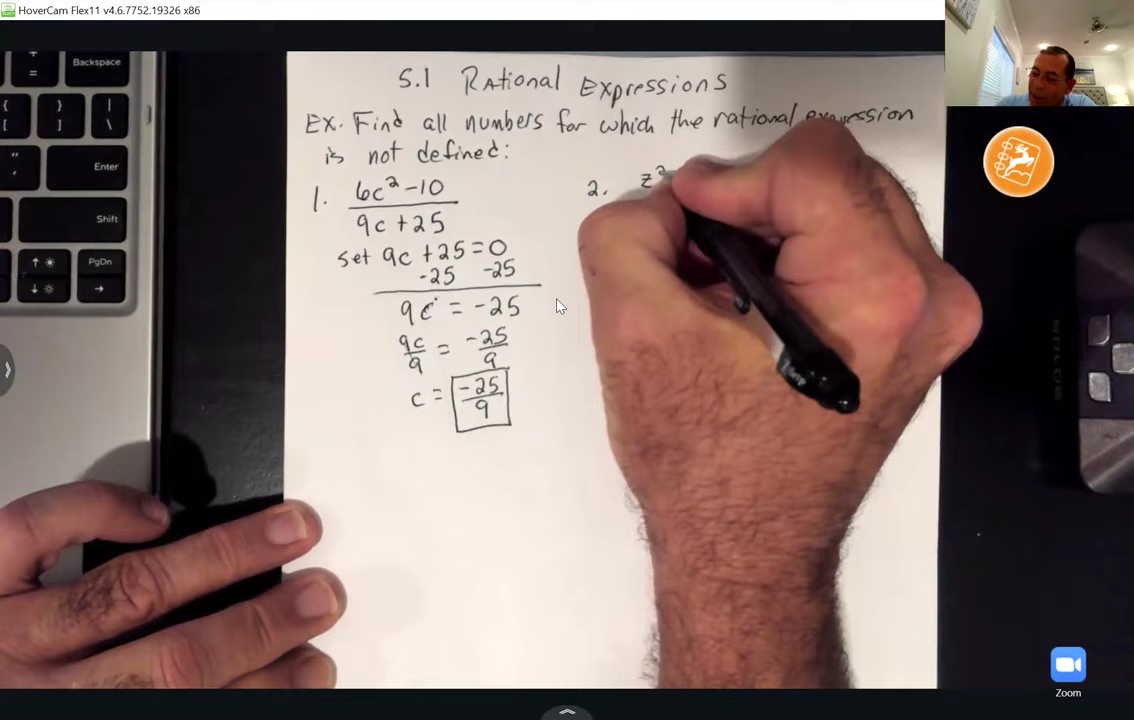 HoverCam Flex11 v4.6.7752.19326 x86
5.1 Rational Expressions
Ex. Find all numbers for which the rational expression
is not defined:
1. 6c² -10
9c + 25
set 9c + 25 = 0
-25 -25
9c = -25
9c/9 = -25/9
c = -25/9
2. z²
Backspace
Enter
Shift
PgDn
Zoom